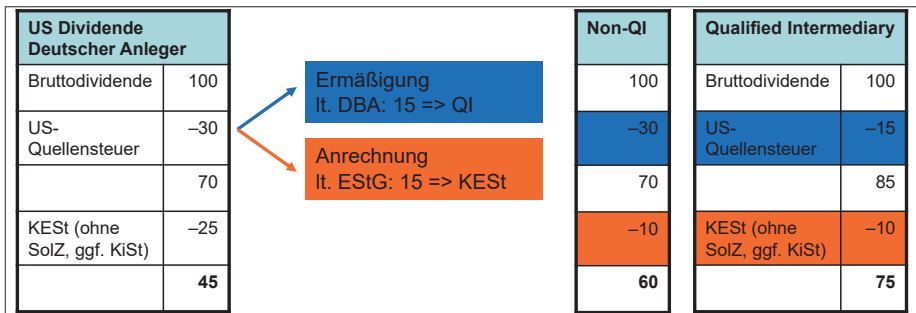 US Dividende
Deutscher Anleger
Bruttodividende 100
US-
Quellensteuer –30
70
KESt (ohne –25
SolZ, ggf. KiSt)
45
Ermäßigung
lt. DBA: 15 => QI
Anrechnung
lt. EStG: 15 => KESt
Non-QI
100
–30
70
–10
60
Qualified Intermediary
Bruttodividende 100
US- –15
Quellensteuer
85
KESt (ohne –10
SolZ, ggf. KiSt)
75